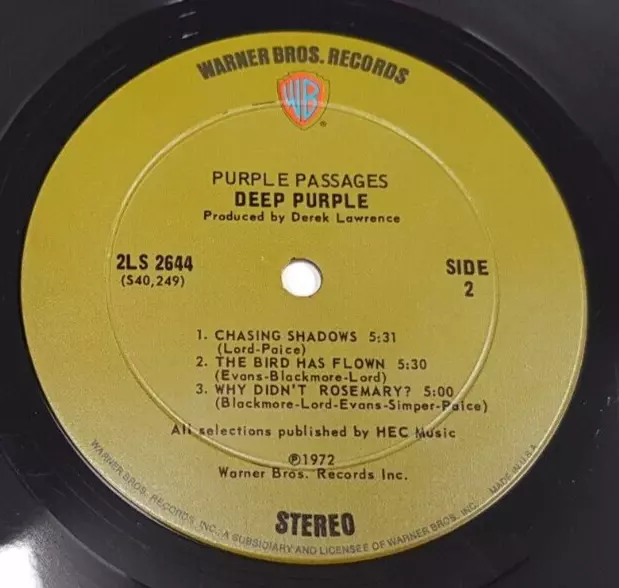 WARNER BROS. RECORDS
WB
®
PURPLE PASSAGES
DEEP PURPLE
Produced by Derek Lawrence
2LS 2644
(S40,249)
SIDE
2
1. CHASING SHADOWS 5:31
(Lord-Paice)
2. THE BIRD HAS FLOWN 5:30
(Evans-Blackmore-Lord)
3. WHY DIDN'T ROSEMARY? 5:00
(Blackmore-Lord-Evans-Simper-Paice)
All selections published by HEC Music
℗1972
Warner Bros. Records Inc.
STEREO
WARNER BROS. RECORDS, INC., A SUBSIDIARY AND LICENSEE OF WARNER BROS. INC. MADE IN U.S.A.